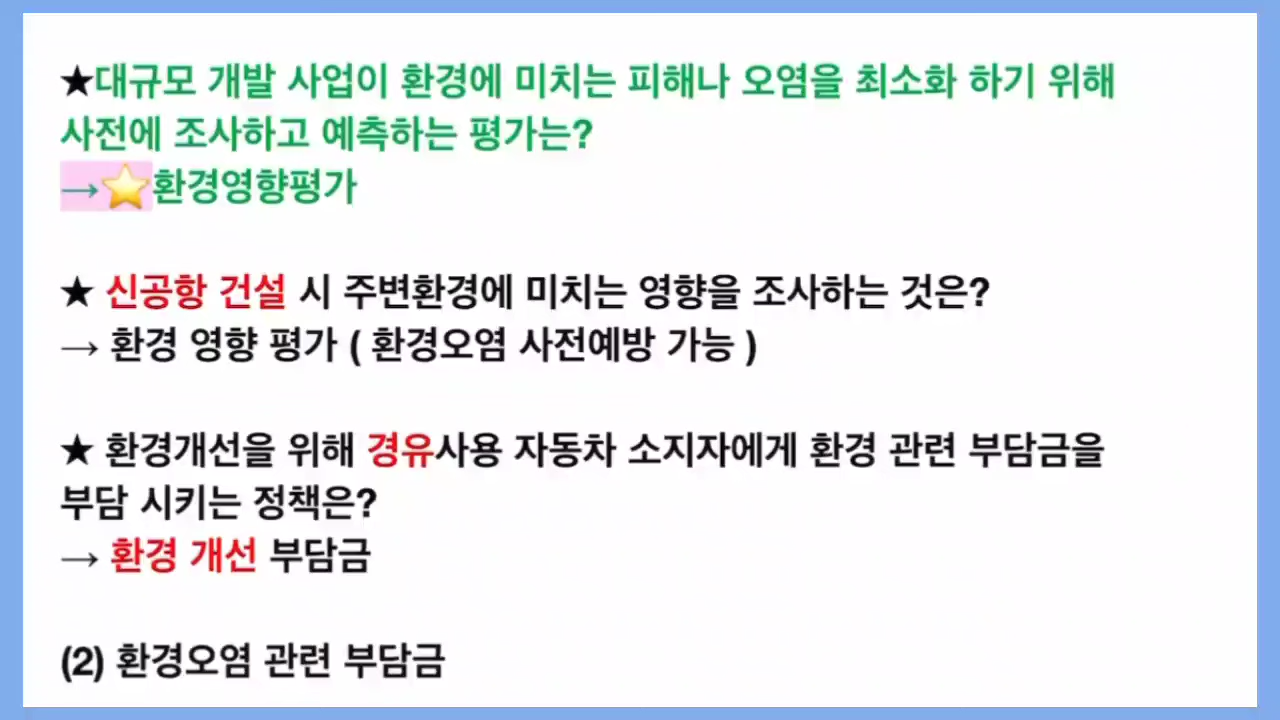 ★대규모 개발 사업이 환경에 미치는 피해나 오염을 최소화 하기 위해
사전에 조사하고 예측하는 평가는?
→⭐환경영향평가
★ 신공항 건설 시 주변환경에 미치는 영향을 조사하는 것은?
→ 환경 영향 평가 ( 환경오염 사전예방 가능 )
★ 환경개선을 위해 경유사용 자동차 소지자에게 환경 관련 부담금을
부담 시키는 정책은?
→ 환경 개선 부담금
(2) 환경오염 관련 부담금